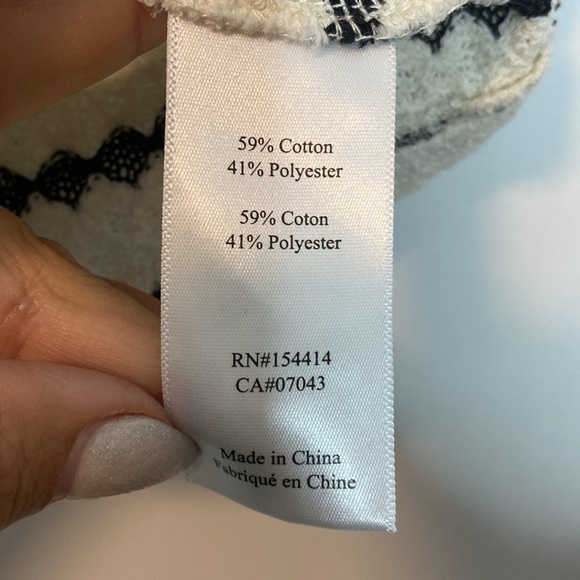 59% Cotton
41% Polyester
59% Coton
41% Polyester
RN#154414
CA#07043
Made in China
Fabriqué en Chine